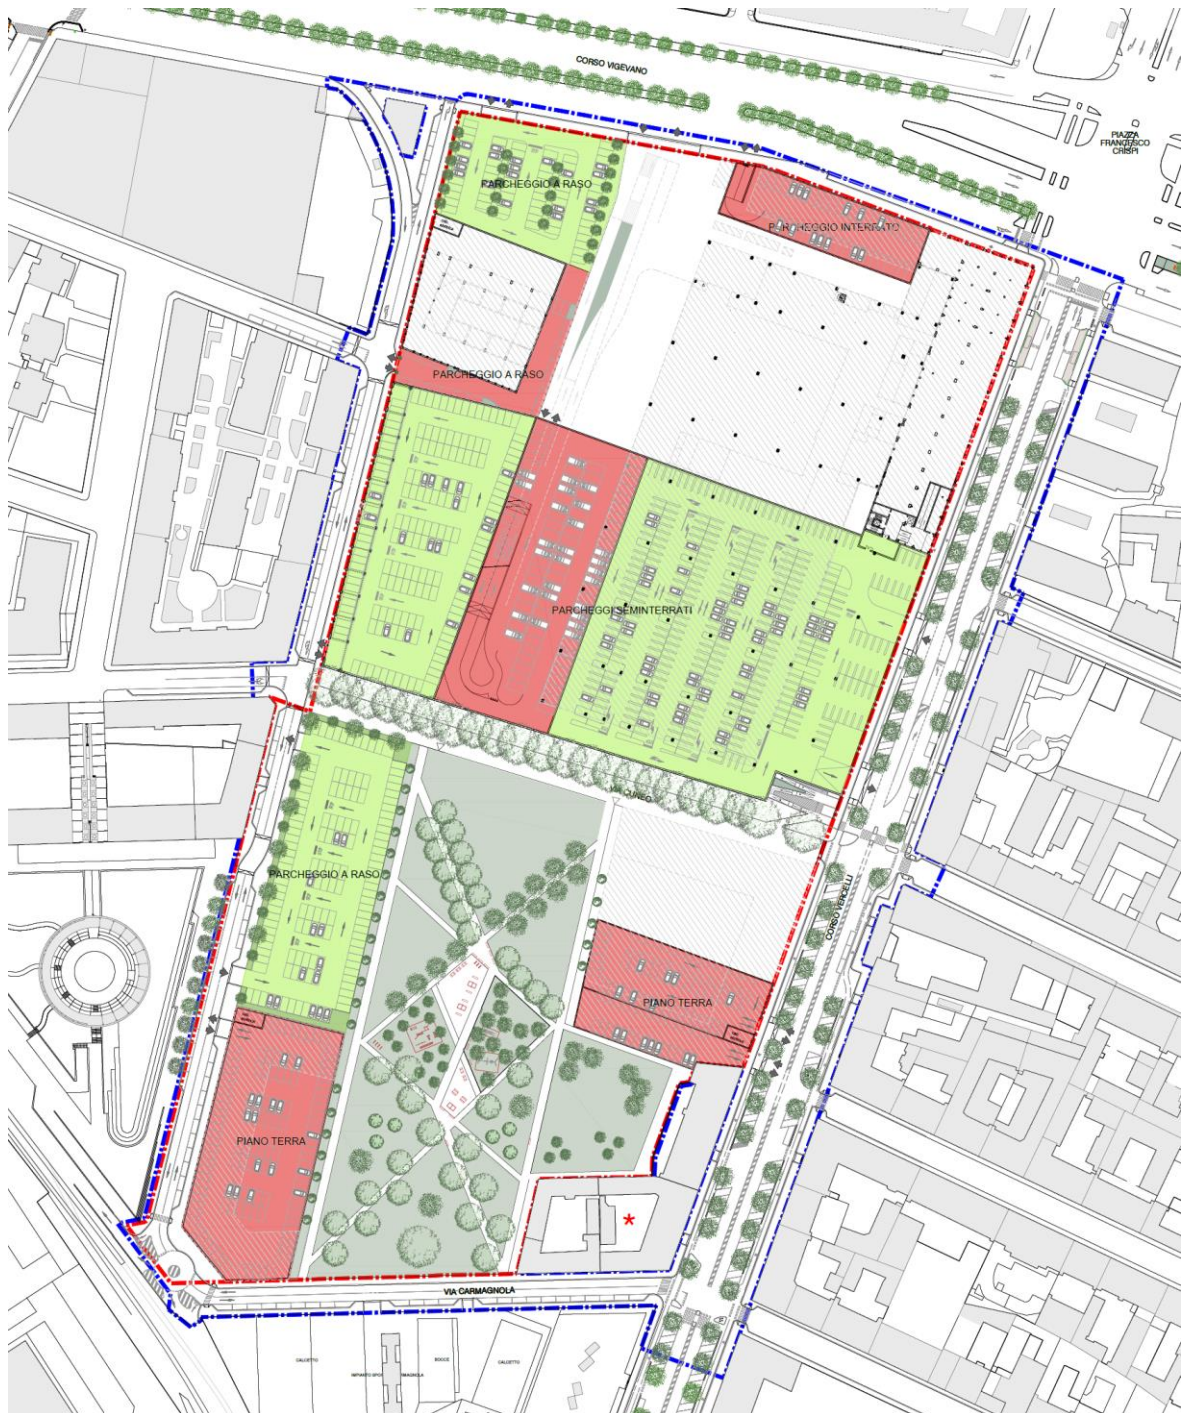 CORSO VIGEVANO
PIAZZA
FRANCESCO
CRISPI
PARCHEGGIO A RASO
PARCHEGGIO INTERRATO
PARCHEGGIO A RASO
PARCHEGGI SEMINTERRATI
CUNEO
PARCHEGGIO A RASO
CORSO VERCELLI
PIANO TERRA
PIANO TERRA
*
VIA CARMAGNOLA
CALCETTO
BOCCE
CALCETTO